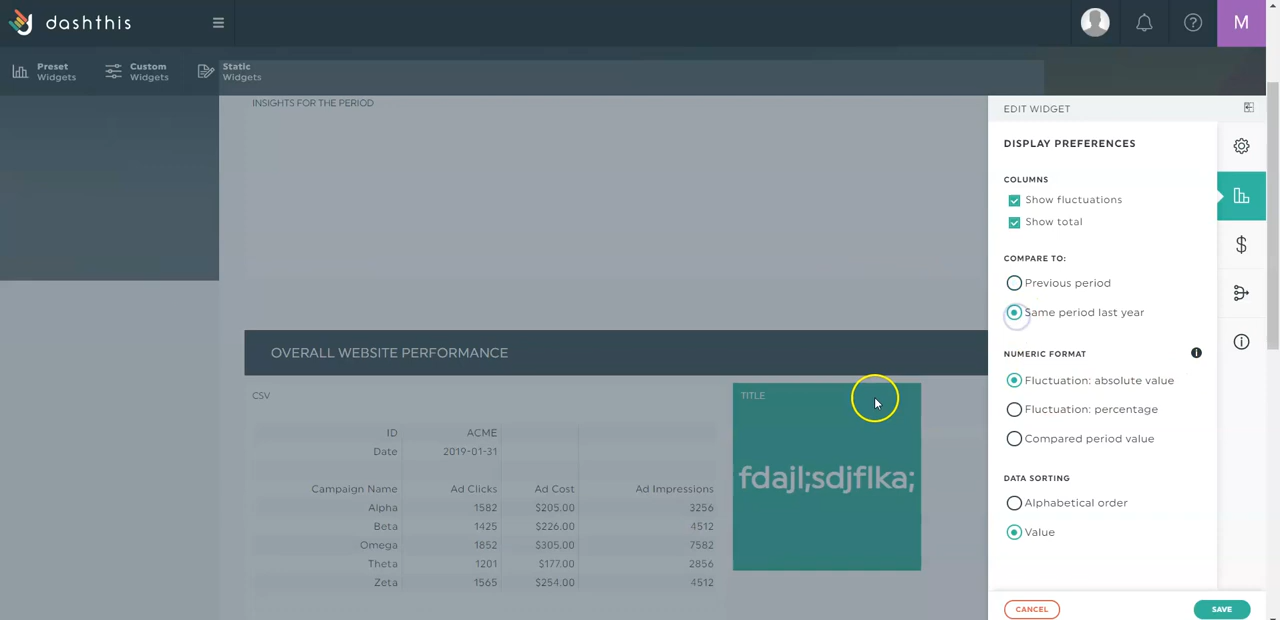 dashthis
M
Preset
Widgets
Custom
Widgets
Static
Widgets
INSIGHTS FOR THE PERIOD
OVERALL WEBSITE PERFORMANCE
CSV
ID ACME
Date 2019-01-31
Campaign Name Ad Clicks Ad Cost Ad Impressions
Alpha 1582 $205.00 3256
Beta 1425 $226.00 4512
Omega 1852 $305.00 7582
Theta 1201 $177.00 2856
Zeta 1565 $254.00 4512
TITLE
fdajl;sdjflka;
EDIT WIDGET
DISPLAY PREFERENCES
COLUMNS
Show fluctuations
Show total
COMPARE TO:
Previous period
Same period last year
NUMERIC FORMAT
Fluctuation: absolute value
Fluctuation: percentage
Compared period value
DATA SORTING
Alphabetical order
Value
CANCEL SAVE